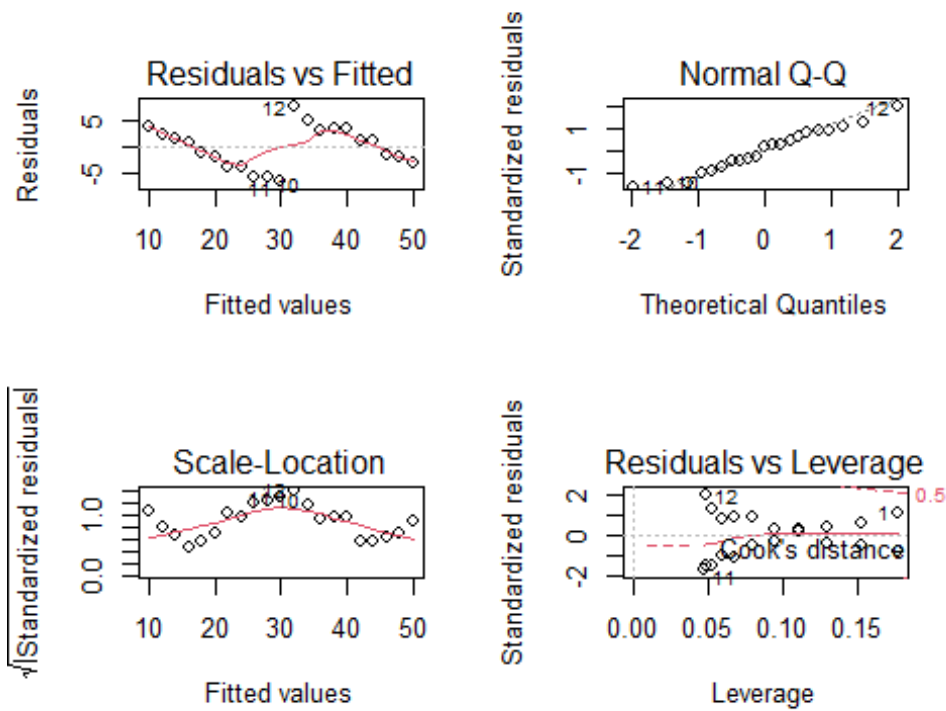 Residuals vs Fitted
Residuals
5
-5
12
11
10
10 20 30 40 50
Fitted values
Normal Q-Q
Standardized residuals
1
-1
12
11
10
-2 -1 0 1 2
Theoretical Quantiles
Scale-Location
√|Standardized residuals|
1.0
0.0
10
10 20 30 40 50
Fitted values
Residuals vs Leverage
Standardized residuals
2
0
-2
12
1
11
0.5
Cook's distance
0.00 0.05 0.10 0.15
Leverage